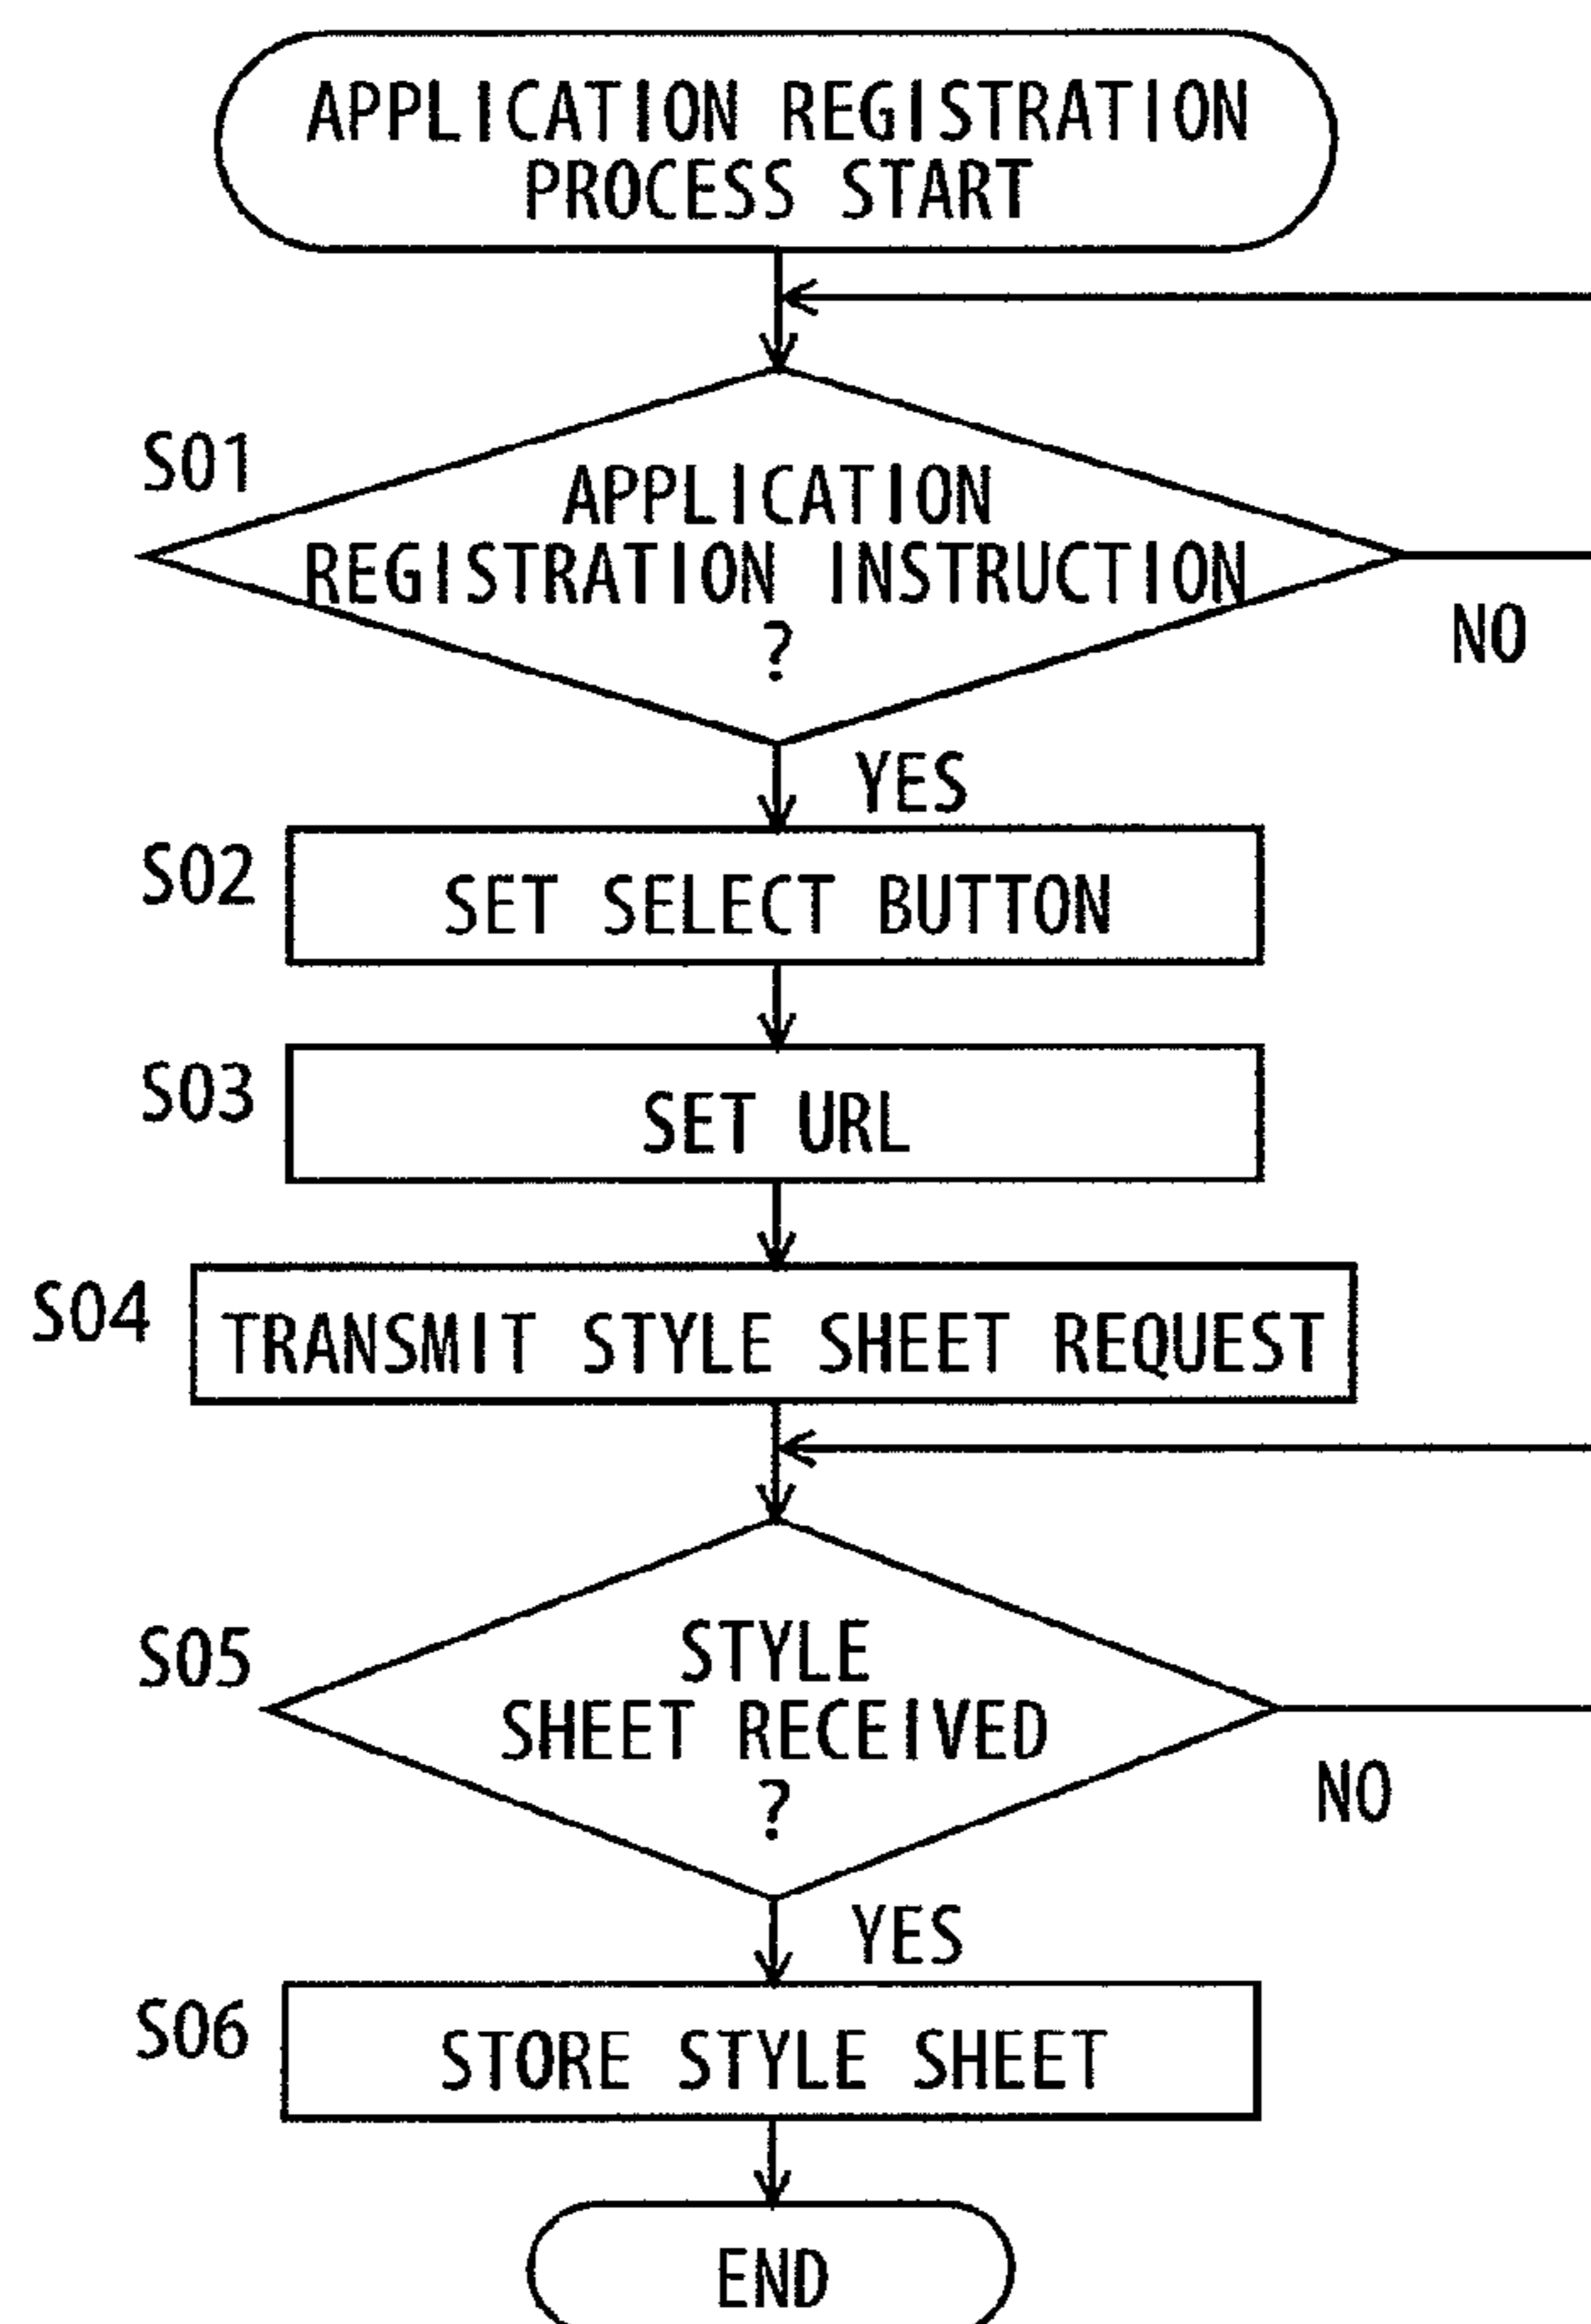 APPLICATION REGISTRATION
PROCESS START
S01
APPLICATION
REGISTRATION INSTRUCTION
?
NO
YES
S02
SET SELECT BUTTON
S03
SET URL
S04
TRANSMIT STYLE SHEET REQUEST
S05
STYLE
SHEET RECEIVED
?
NO
YES
S06
STORE STYLE SHEET
END